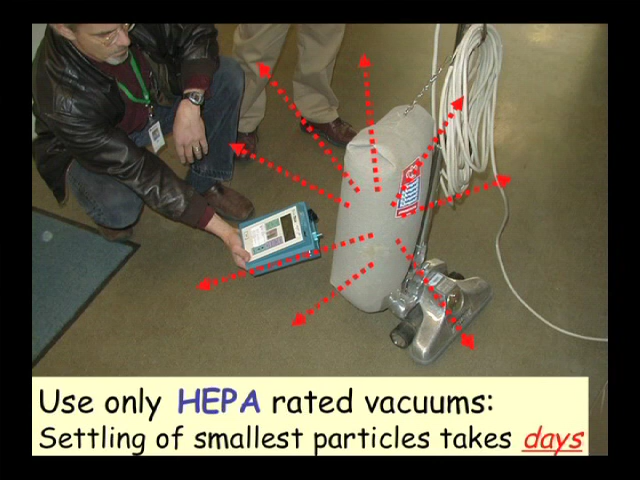 Use only HEPA rated vacuums:
Settling of smallest particles takes days